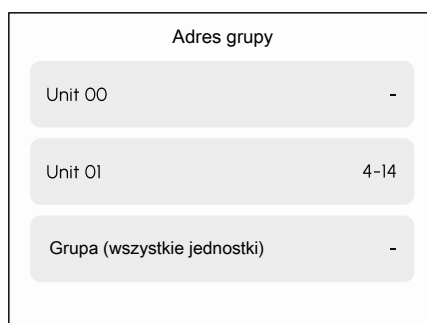 Adres grupy
Unit 00 -
Unit 01 4-14
Grupa (wszystkie jednostki) -